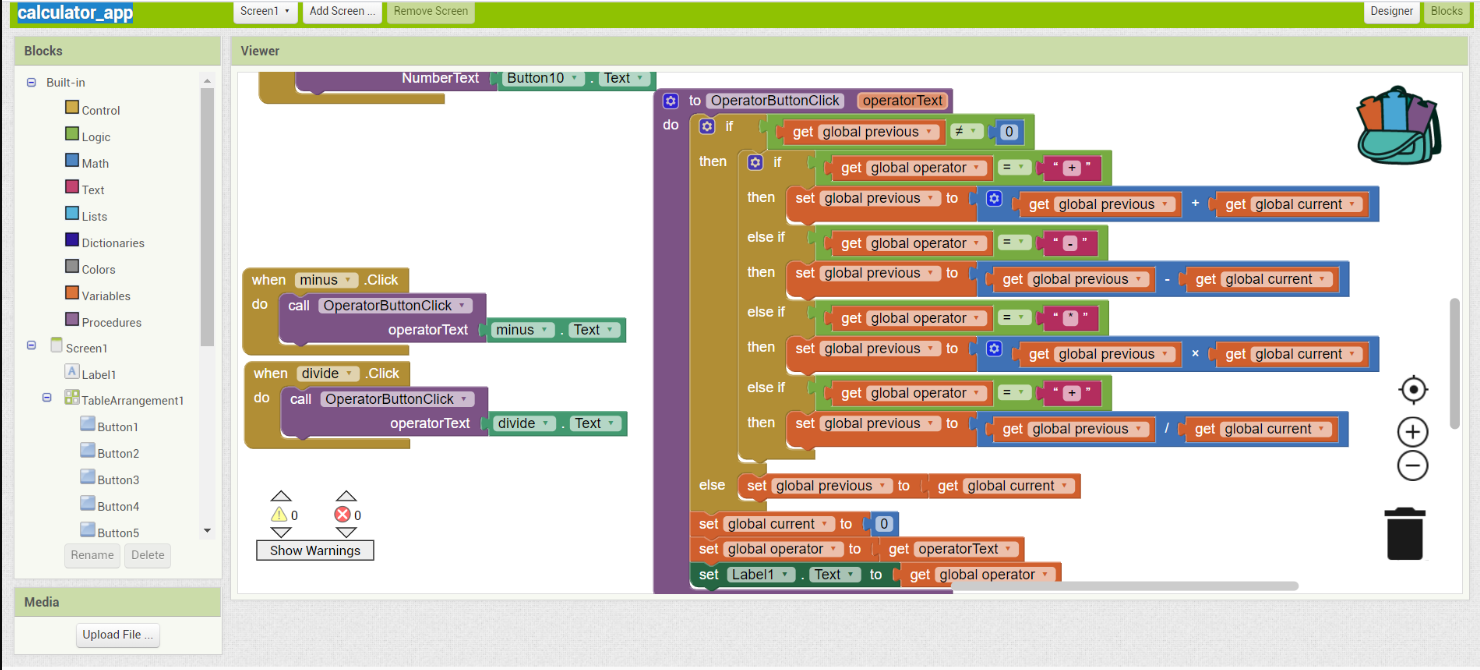 calculator_app
Screen1 Add Screen ... Remove Screen Designer Blocks
Blocks
Built-in
Control
Logic
Math
Text
Lists
Dictionaries
Colors
Variables
Procedures
Screen1
Label1
TableArrangement1
Button1
Button2
Button3
Button4
Button5
Rename Delete
Media
Upload File ...
Viewer
NumberText Button10 . Text
when minus .Click
do call OperatorButtonClick
operatorText minus . Text
when divide .Click
do call OperatorButtonClick
operatorText divide . Text
0 0
Show Warnings
to OperatorButtonClick operatorText
do if get global previous ≠ 0
then if get global operator = “ + ”
then set global previous to get global previous + get global current
else if get global operator = “ - ”
then set global previous to get global previous - get global current
else if get global operator = “ * ”
then set global previous to get global previous × get global current
else if get global operator = “ + ”
then set global previous to get global previous / get global current
else set global previous to get global current
set global current to 0
set global operator to get operatorText
set Label1 . Text to get global operator